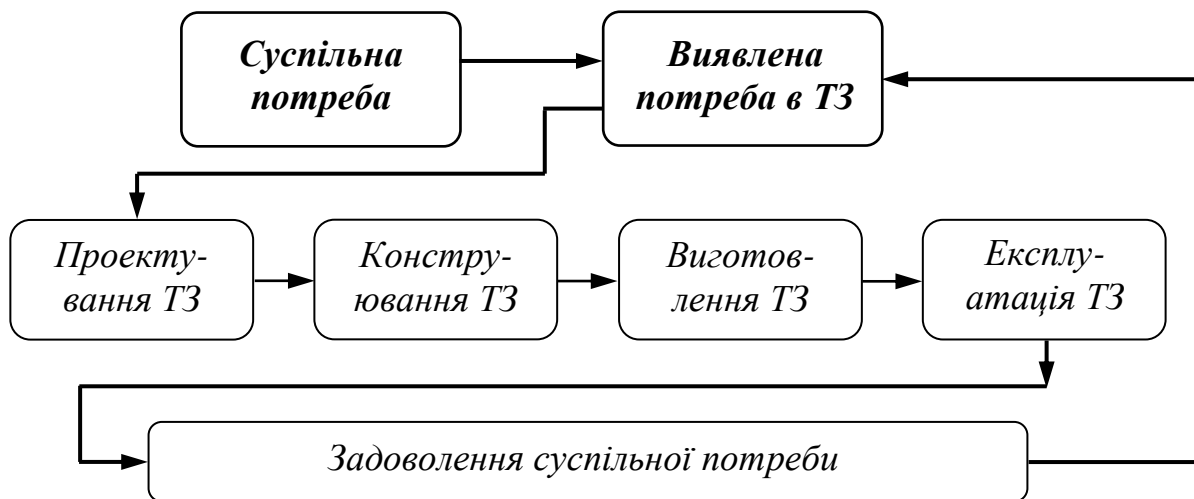 Суспільна
потреба
Виявлена
потреба в ТЗ
Проекту-
вання ТЗ
Констру-
ювання ТЗ
Виготов-
лення ТЗ
Експлу-
атація ТЗ
Задоволення суспільної потреби